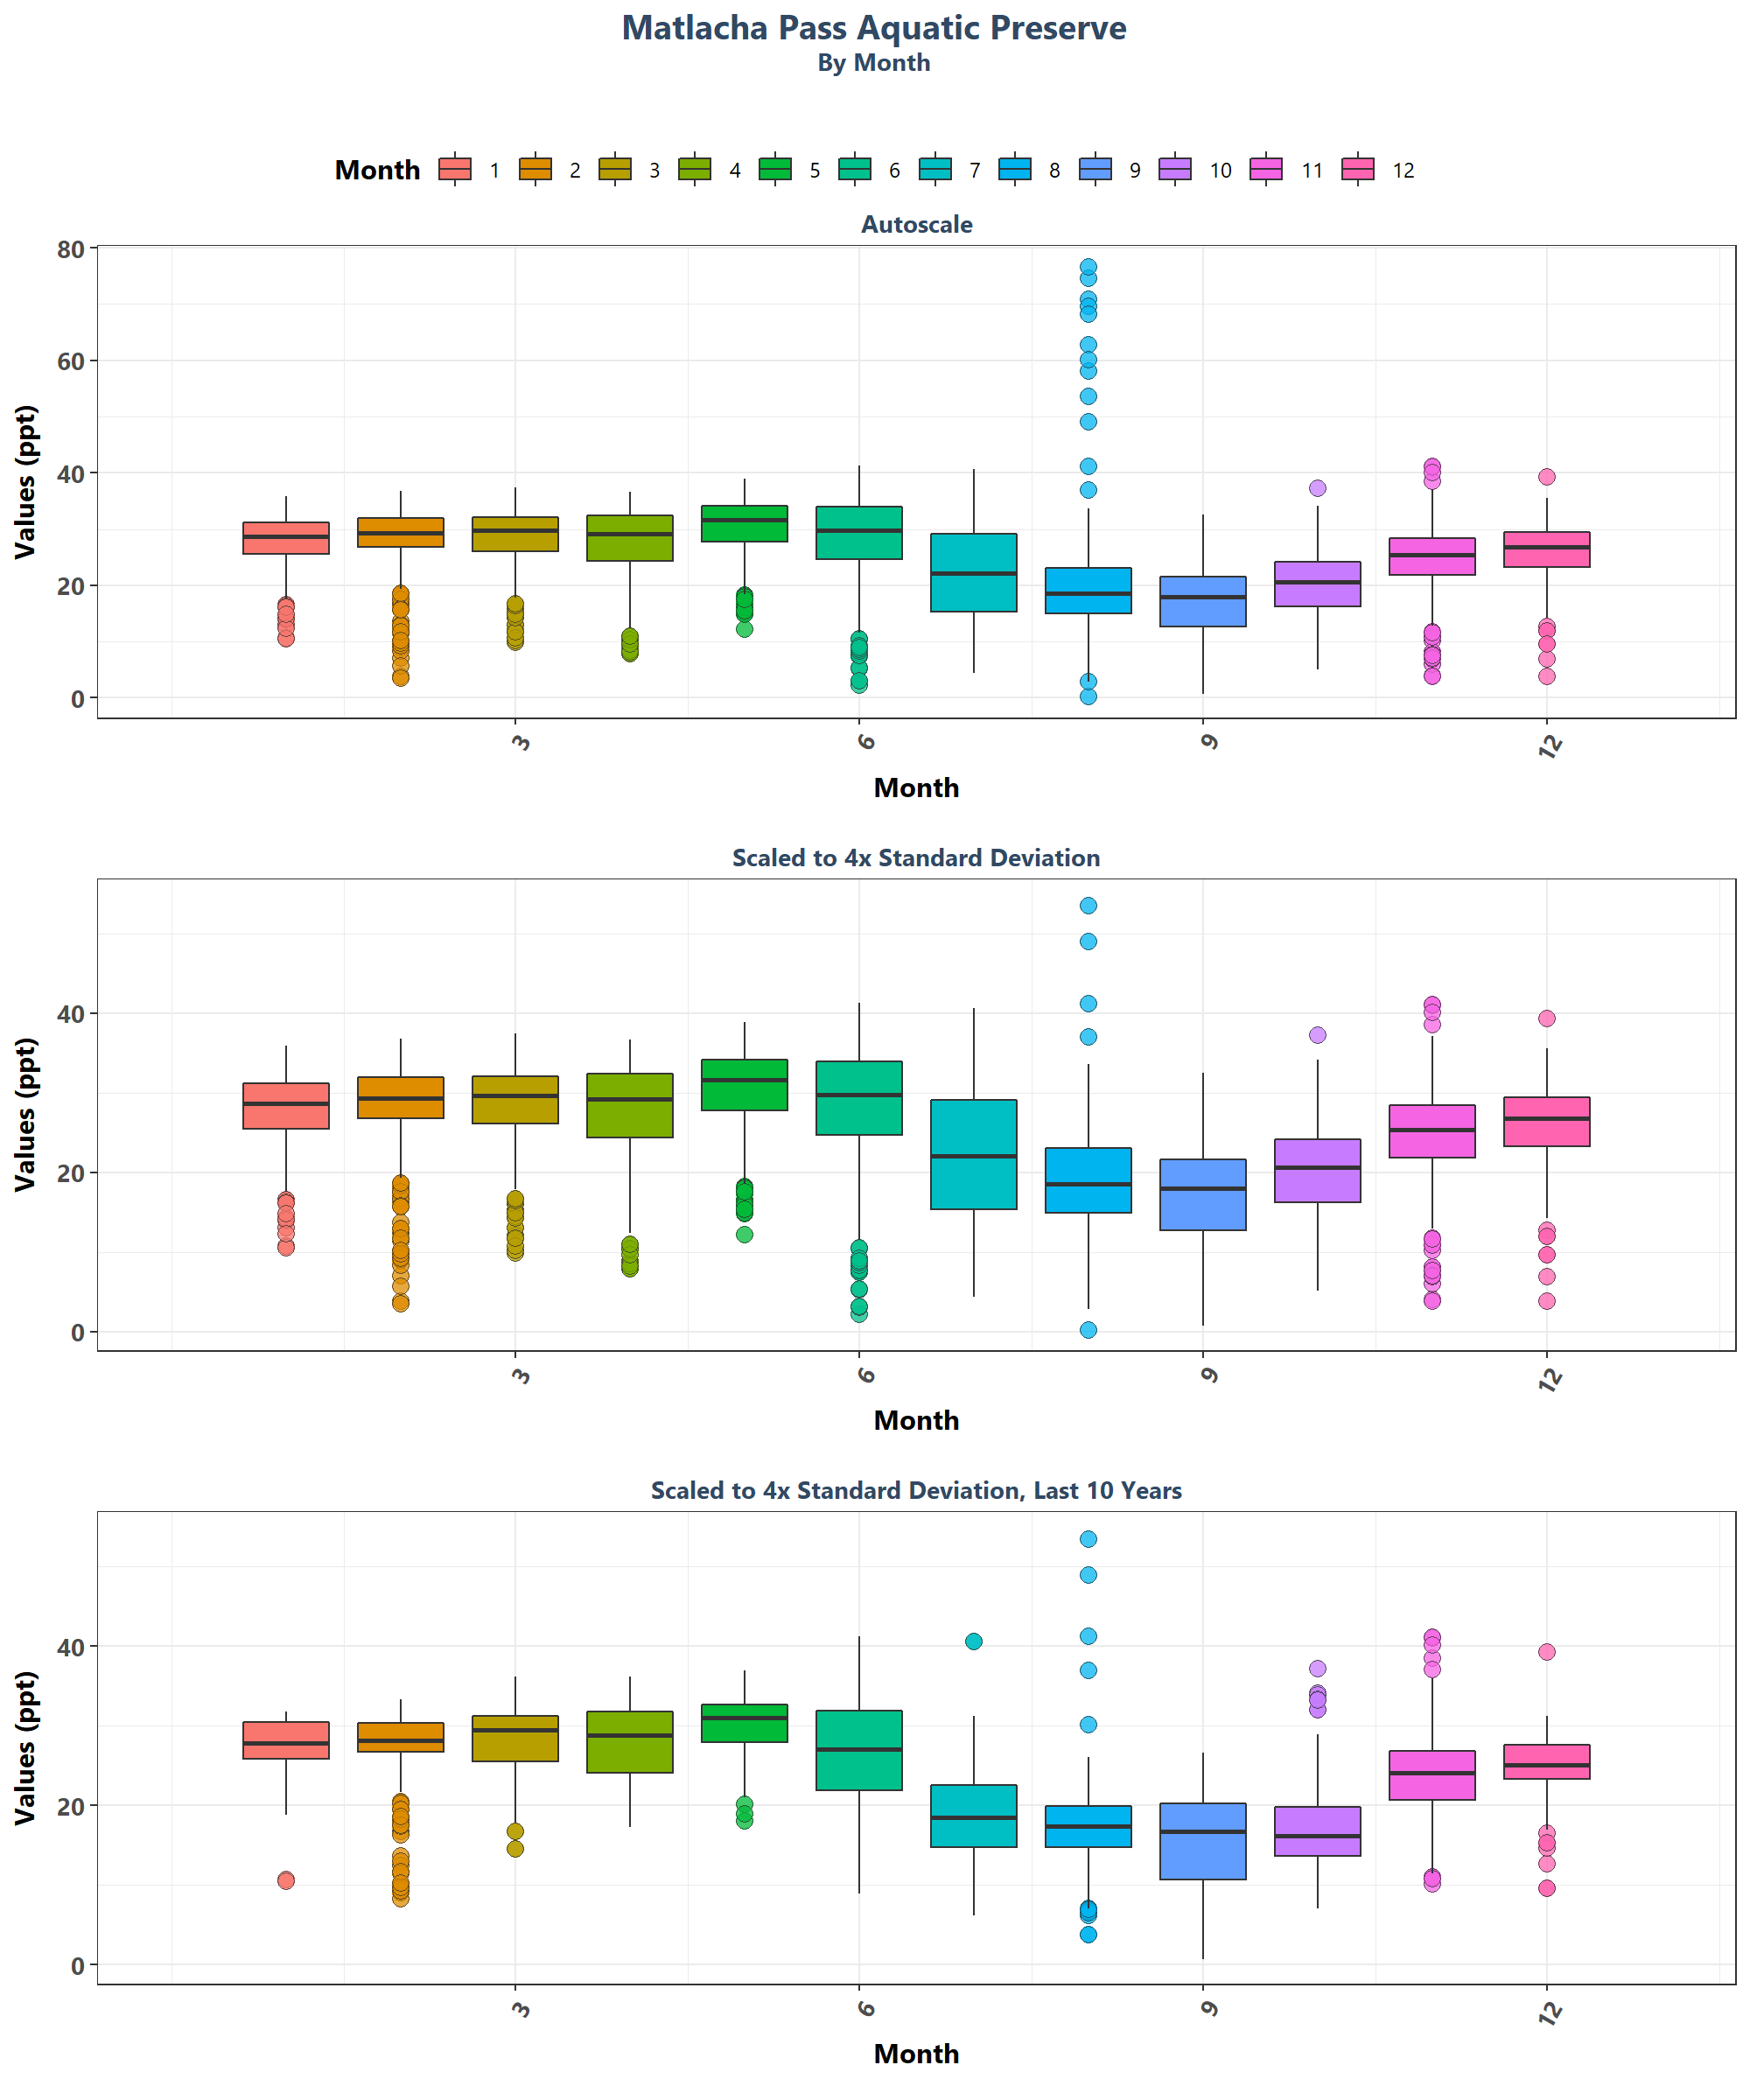 Matlacha Pass Aquatic Preserve
By Month
Month 1 2 3 4 5 6 7 8 9 10 11 12
Autoscale
Values (ppt)
80
60
40
20
0
3 6 9 12
Month
Scaled to 4x Standard Deviation
Values (ppt)
40
20
0
3 6 9 12
Month
Scaled to 4x Standard Deviation, Last 10 Years
Values (ppt)
40
20
0
3 6 9 12
Month